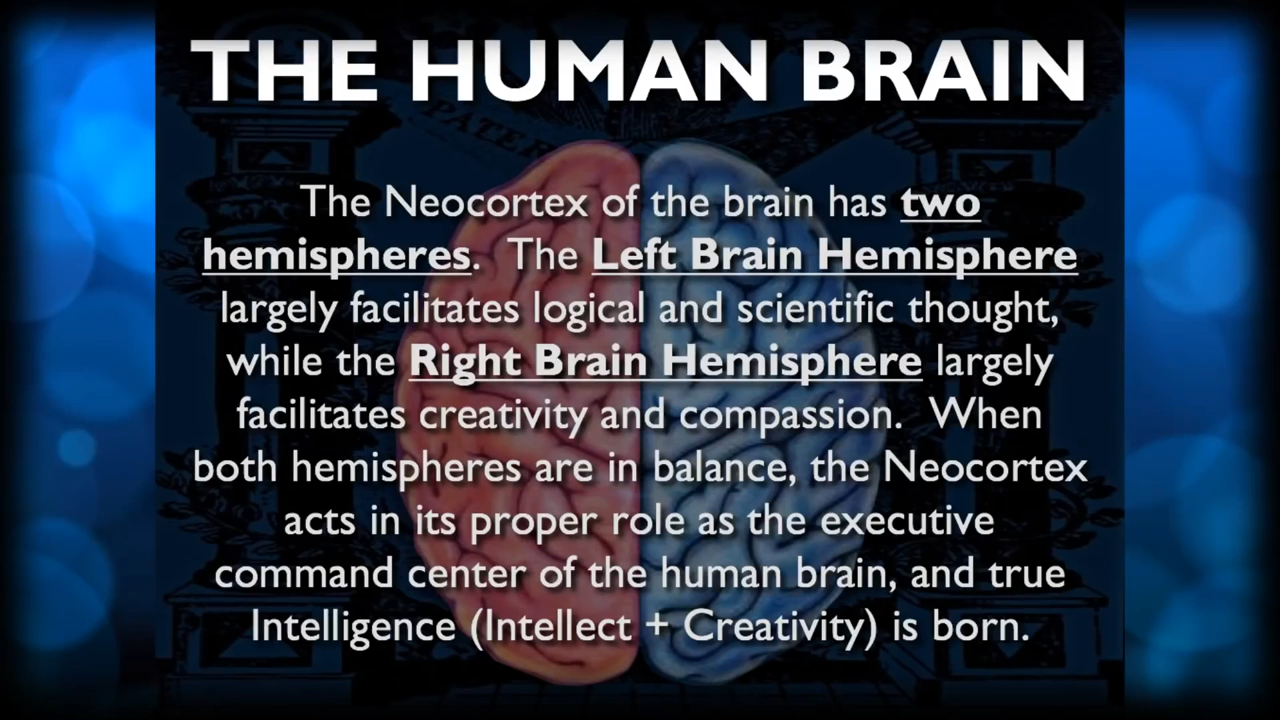 THE HUMAN BRAIN
PATER
The Neocortex of the brain has two
hemispheres. The Left Brain Hemisphere
largely facilitates logical and scientific thought,
while the Right Brain Hemisphere largely
facilitates creativity and compassion. When
both hemispheres are in balance, the Neocortex
acts in its proper role as the executive
command center of the human brain, and true
Intelligence (Intellect + Creativity) is born.